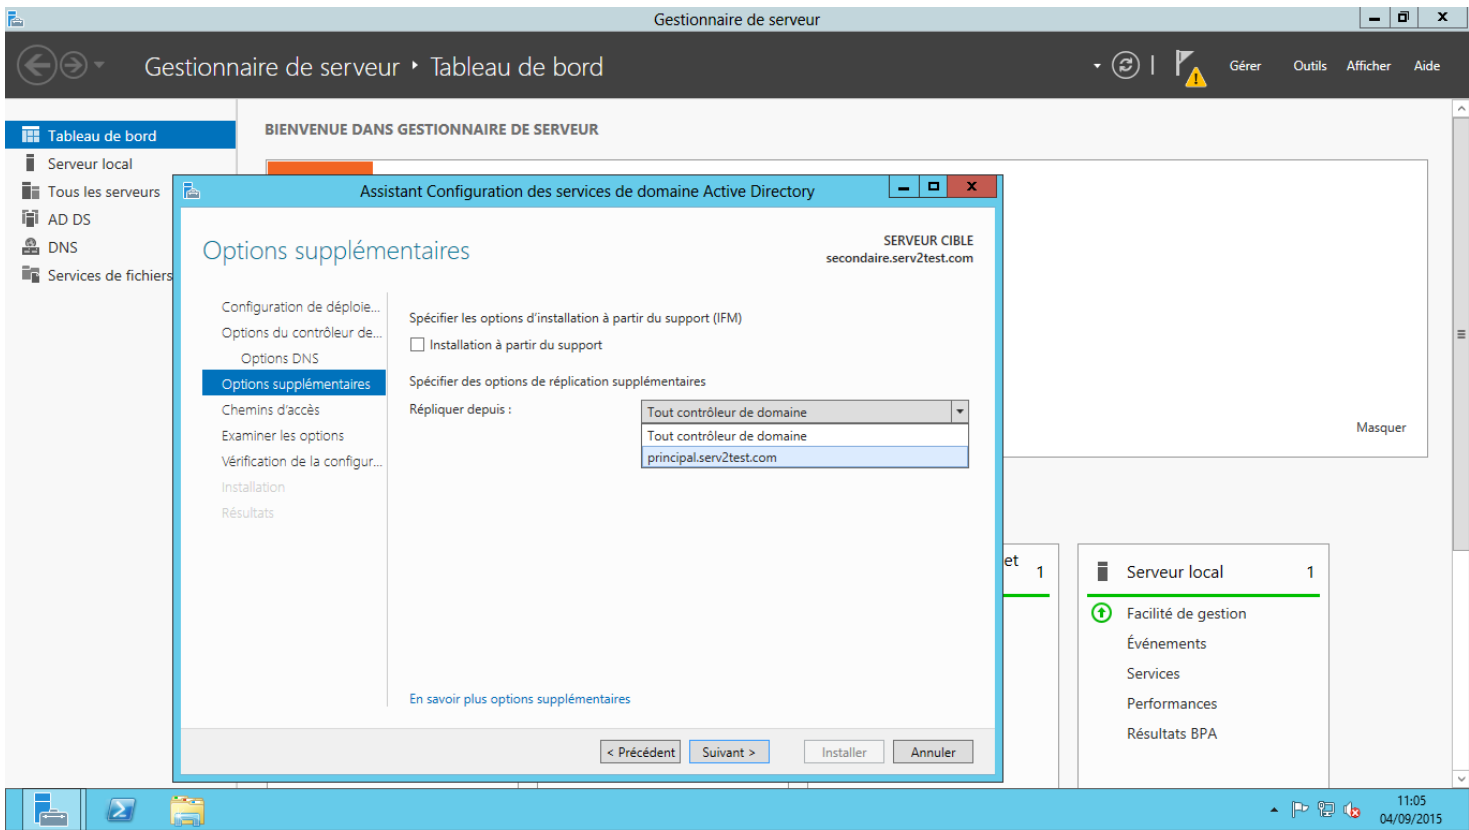 Gestionnaire de serveur
Gestionnaire de serveur ‣ Tableau de bord
Gérer
Outils
Afficher
Aide
Tableau de bord
Serveur local
Tous les serveurs
AD DS
DNS
Services de fichiers
BIENVENUE DANS GESTIONNAIRE DE SERVEUR
Assistant Configuration des services de domaine Active Directory
Options supplémentaires
SERVEUR CIBLE
secondaire.serv2test.com
Configuration de déploie...
Options du contrôleur de...
Options DNS
Options supplémentaires
Chemins d'accès
Examiner les options
Vérification de la configur...
Installation
Résultats
Spécifier les options d'installation à partir du support (IFM)
Installation à partir du support
Spécifier des options de réplication supplémentaires
Répliquer depuis :
Tout contrôleur de domaine
Tout contrôleur de domaine
principal.serv2test.com
En savoir plus options supplémentaires
< Précédent
Suivant >
Installer
Annuler
Masquer
et
1
Serveur local
1
Facilité de gestion
Événements
Services
Performances
Résultats BPA
11:05
04/09/2015